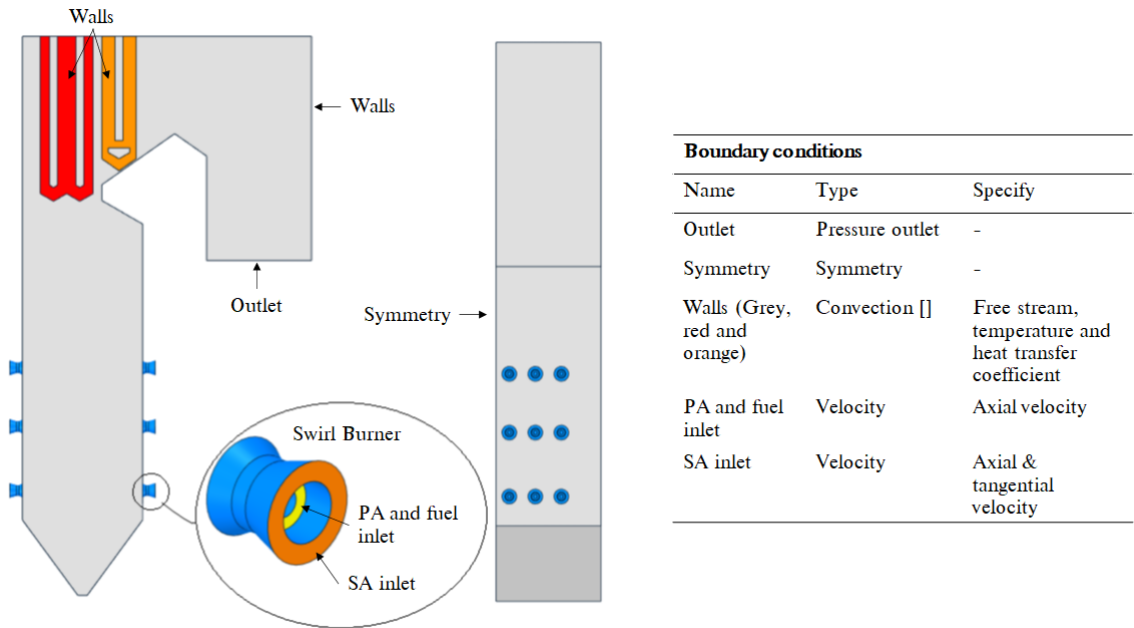 Walls
Walls
Outlet
Symmetry
Swirl Burner
PA and fuel
inlet
SA inlet
Boundary conditions
Name Type Specify
Outlet Pressure outlet -
Symmetry Symmetry -
Walls (Grey, Convection [] Free stream,
red and temperature and
orange) heat transfer
coefficient
PA and fuel Velocity Axial velocity
inlet
SA inlet Velocity Axial &
tangential
velocity